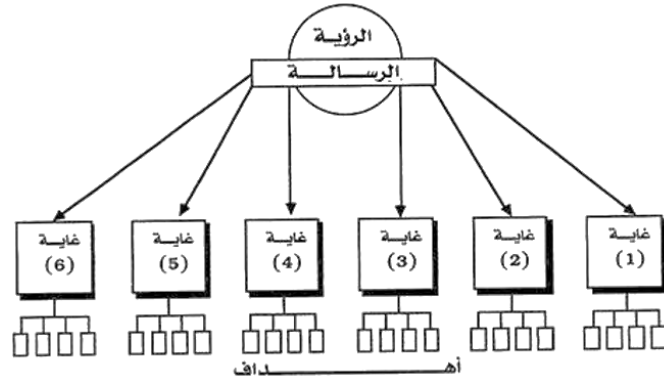 الرؤية
الرسالة
غاية
(1)
غاية
(2)
غاية
(3)
غاية
(4)
غاية
(5)
غاية
(6)
أهداف